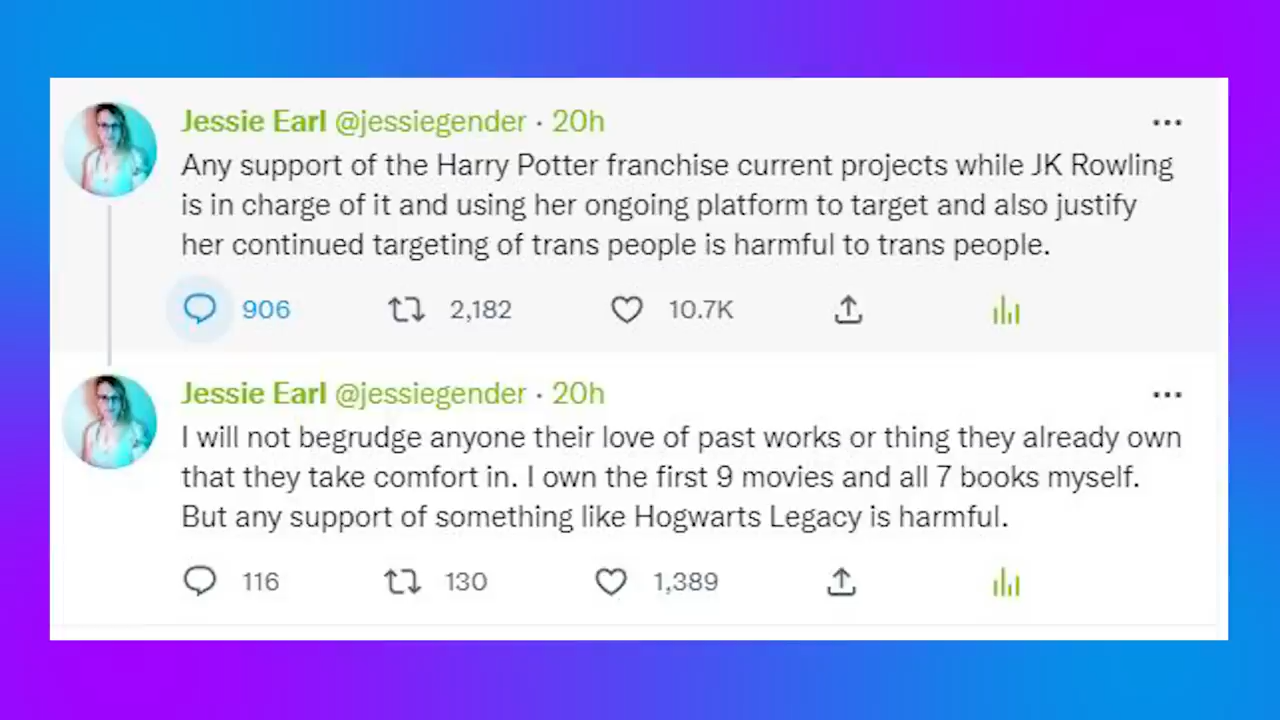 Jessie Earl @jessiegender · 20h
Any support of the Harry Potter franchise current projects while JK Rowling
is in charge of it and using her ongoing platform to target and also justify
her continued targeting of trans people is harmful to trans people.
906 2,182 10.7K
Jessie Earl @jessiegender · 20h
I will not begrudge anyone their love of past works or thing they already own
that they take comfort in. I own the first 9 movies and all 7 books myself.
But any support of something like Hogwarts Legacy is harmful.
116 130 1,389